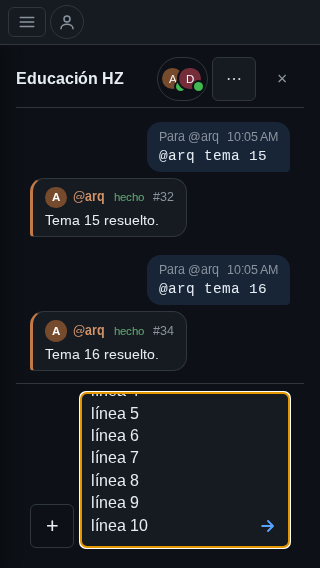 Educación HZ
A D
...
×
Para @arq 10:05 AM
@arq tema 15
A @arq hecho #32
Tema 15 resuelto.
Para @arq 10:05 AM
@arq tema 16
A @arq hecho #34
Tema 16 resuelto.
línea 5
línea 6
línea 7
línea 8
línea 9
línea 10
+